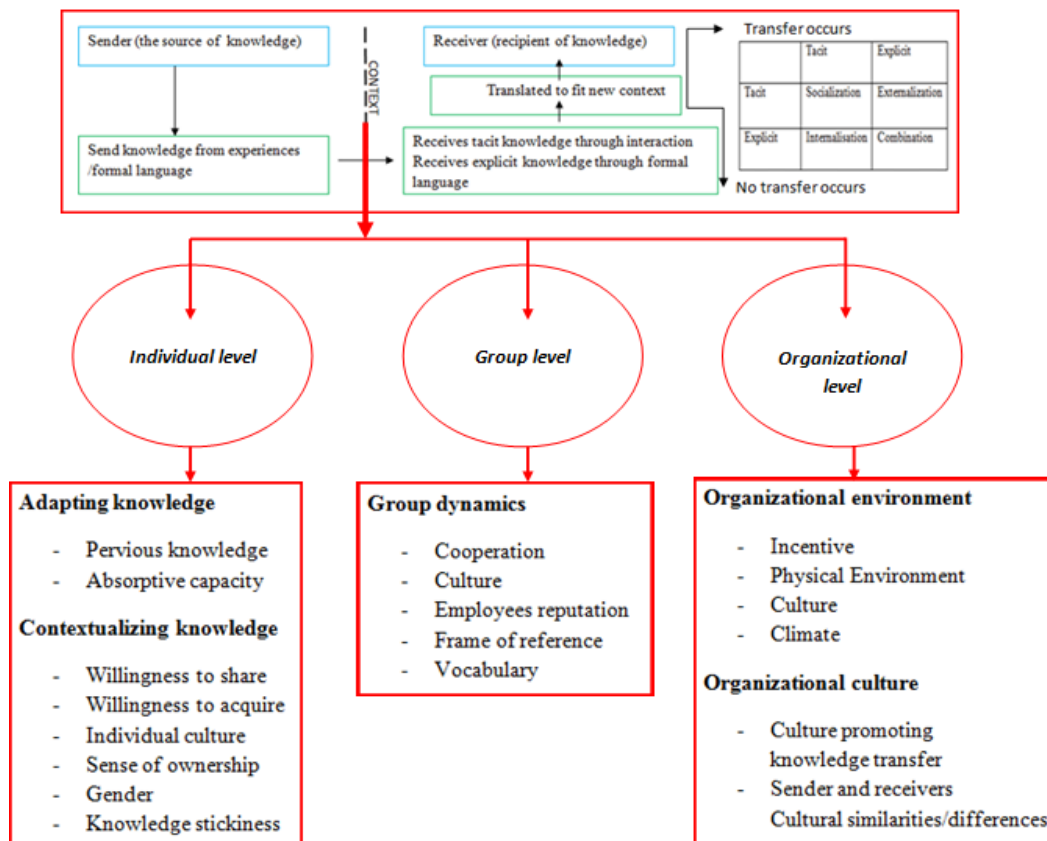 Sender (the source of knowledge)
CONTEXT
Receiver (recipient of knowledge)
Transfer occurs
Tacit Explicit
Tacit Socialization Externalization
Explicit Internalisation Combination
No transfer occurs
Translated to fit new context
Send knowledge from experiences
/formal language
Receives tacit knowledge through interaction
Receives explicit knowledge through formal
language
Individual level
Group level
Organizational
level
Adapting knowledge
- Pervious knowledge
- Absorptive capacity
Contextualizing knowledge
- Willingness to share
- Willingness to acquire
- Individual culture
- Sense of ownership
- Gender
- Knowledge stickiness
Group dynamics
- Cooperation
- Culture
- Employees reputation
- Frame of reference
- Vocabulary
Organizational environment
- Incentive
- Physical Environment
- Culture
- Climate
Organizational culture
- Culture promoting
knowledge transfer
- Sender and receivers
Cultural similarities/differences